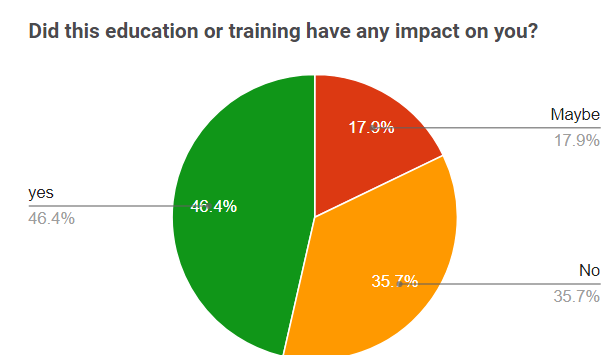 Did this education or training have any impact on you?
17.9%
Maybe
17.9%
yes
46.4%
46.4%
No
35.7%
35.7%